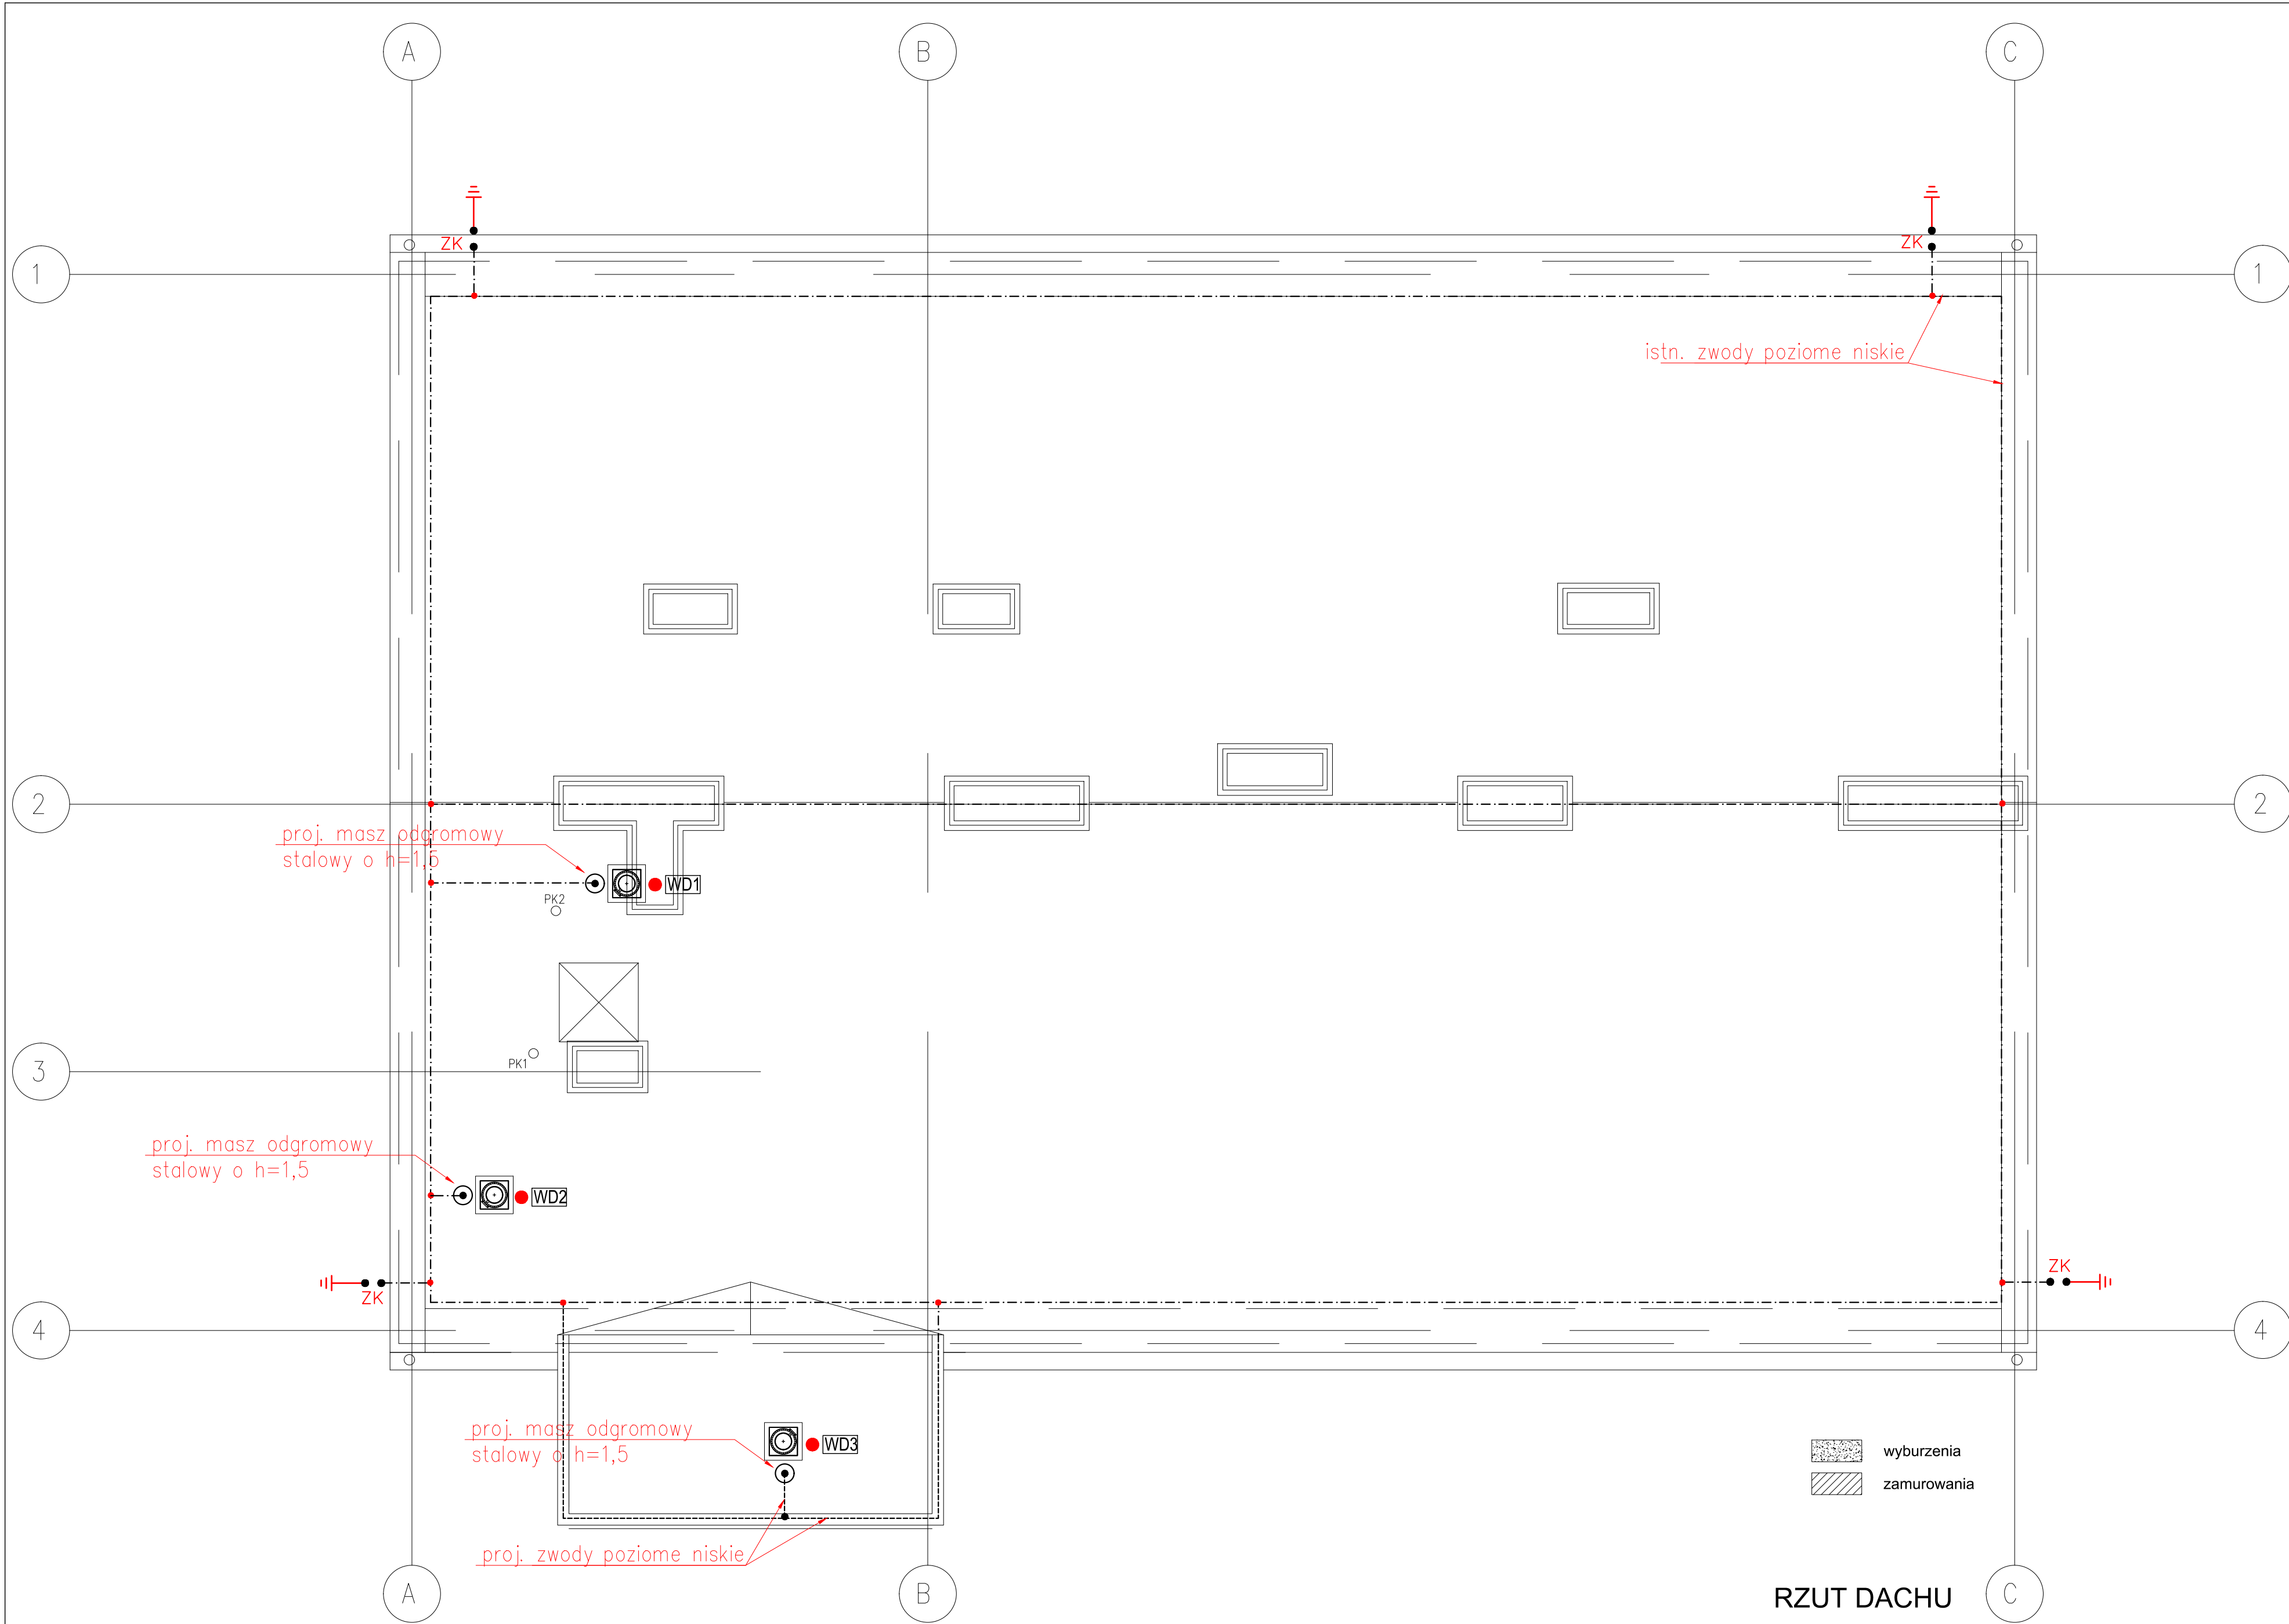 A
B
C
ZK
ZK
1
1
istn. zwody poziome niskie
2
2
proj. masz odgromowy
stalowy o h=1,5
WD1
PK2
PK1
3
proj. masz odgromowy
stalowy o h=1,5
WD2
ZK
ZK
4
4
proj. masz odgromowy
stalowy o h=1,5
WD3
wyburzenia
zamurowania
proj. zwody poziome niskie
A
B
RZUT DACHU
C